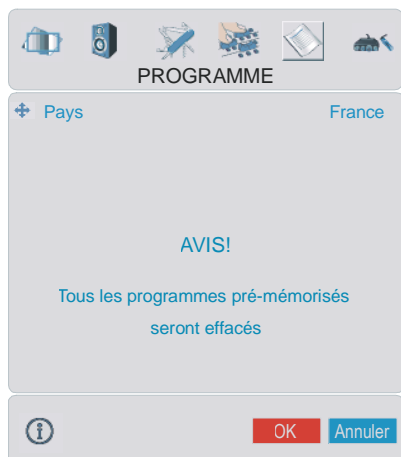 PROGRAMME
Pays France
AVIS!
Tous les programmes pré-mémorisés
seront effacés
OK Annuler